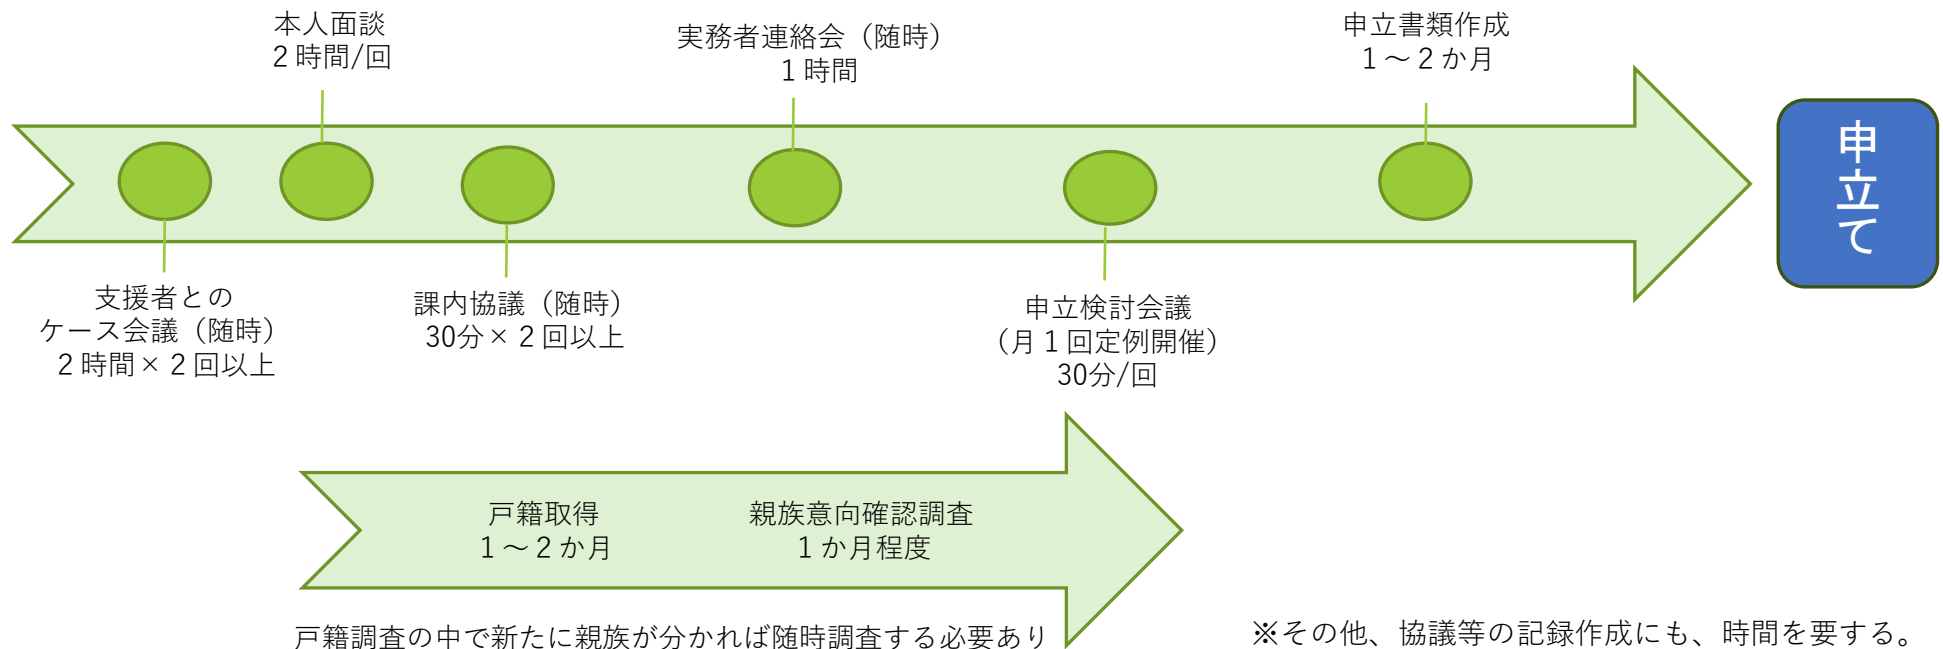 本人面談
２時間/回
実務者連絡会（随時）
１時間
申立書類作成
１～２か月
申立て
支援者との
ケース会議（随時）
２時間×２回以上
課内協議（随時）
30分×２回以上
申立検討会議
（月１回定例開催）
30分/回
戸籍取得
１～２か月
親族意向確認調査
１か月程度
戸籍調査の中で新たに親族が分かれば随時調査する必要あり
※その他、協議等の記録作成にも、時間を要する。